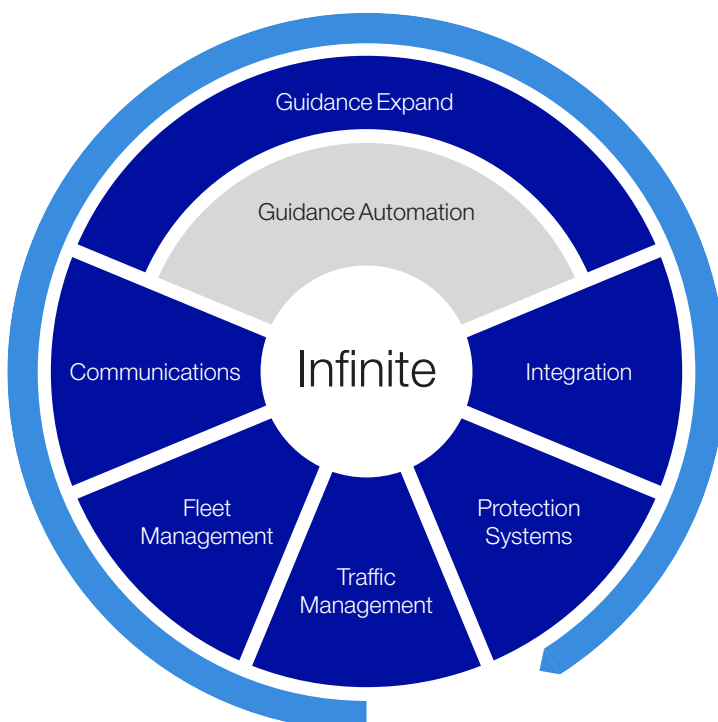 Guidance Expand
Guidance Automation
Communications
Infinite
Integration
Fleet
Management
Protection
Systems
Traffic
Management